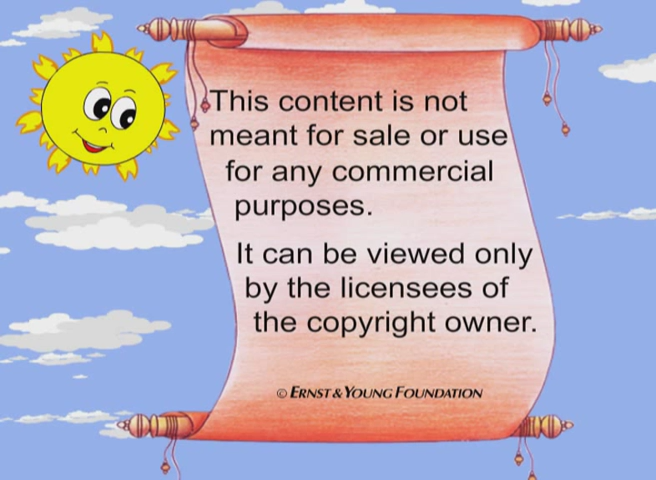 This content is not
meant for sale or use
for any commercial
purposes.
It can be viewed only
by the licensees of
the copyright owner.
© ERNST & YOUNG FOUNDATION